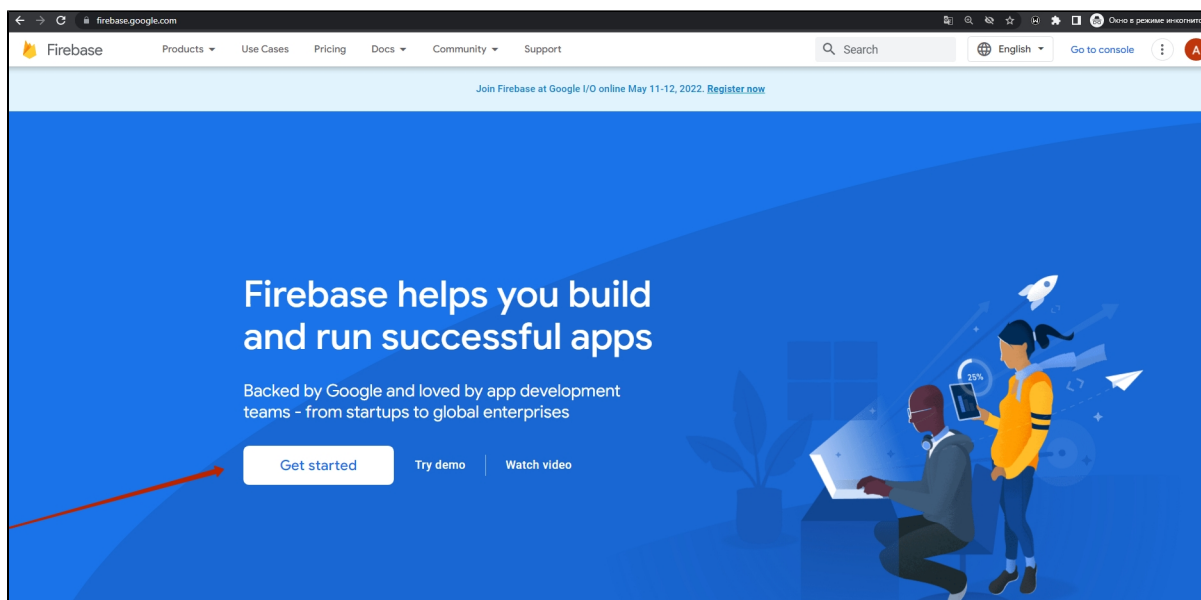 firebase.google.com
Окно в режиме инкогнито
Firebase Products Use Cases Pricing Docs Community Support Search English Go to console A
Join Firebase at Google I/O online May 11-12, 2022. Register now
Firebase helps you build
and run successful apps
Backed by Google and loved by app development
teams - from startups to global enterprises
Get started Try demo Watch video
25%